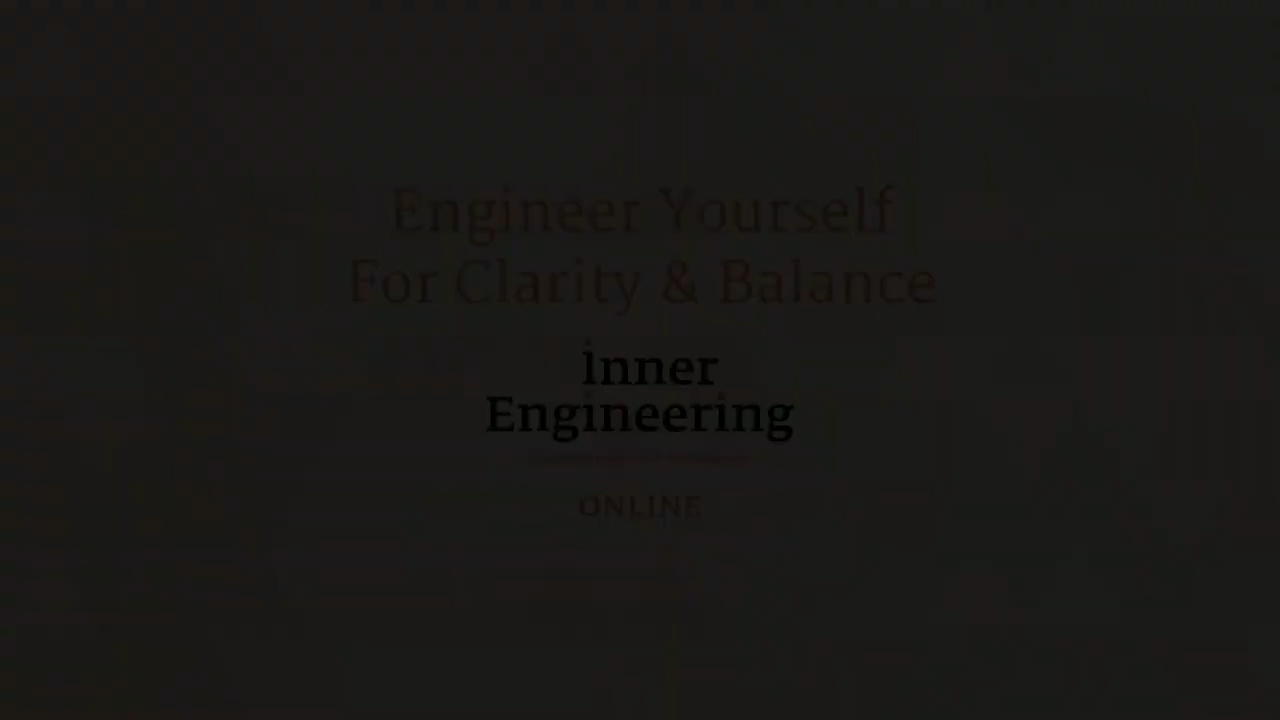 Engineer Yourself
For Clarity & Balance
inner
Engineering
ONLINE